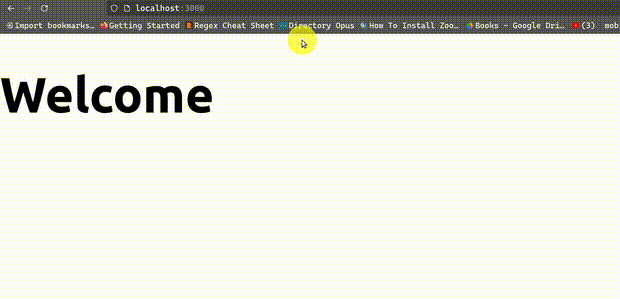 localhost:3000
Import bookmarks… Getting Started Regex Cheat Sheet Directory Opus How To Install Zoo… Books - Google Dri… (3) mob
Welcome